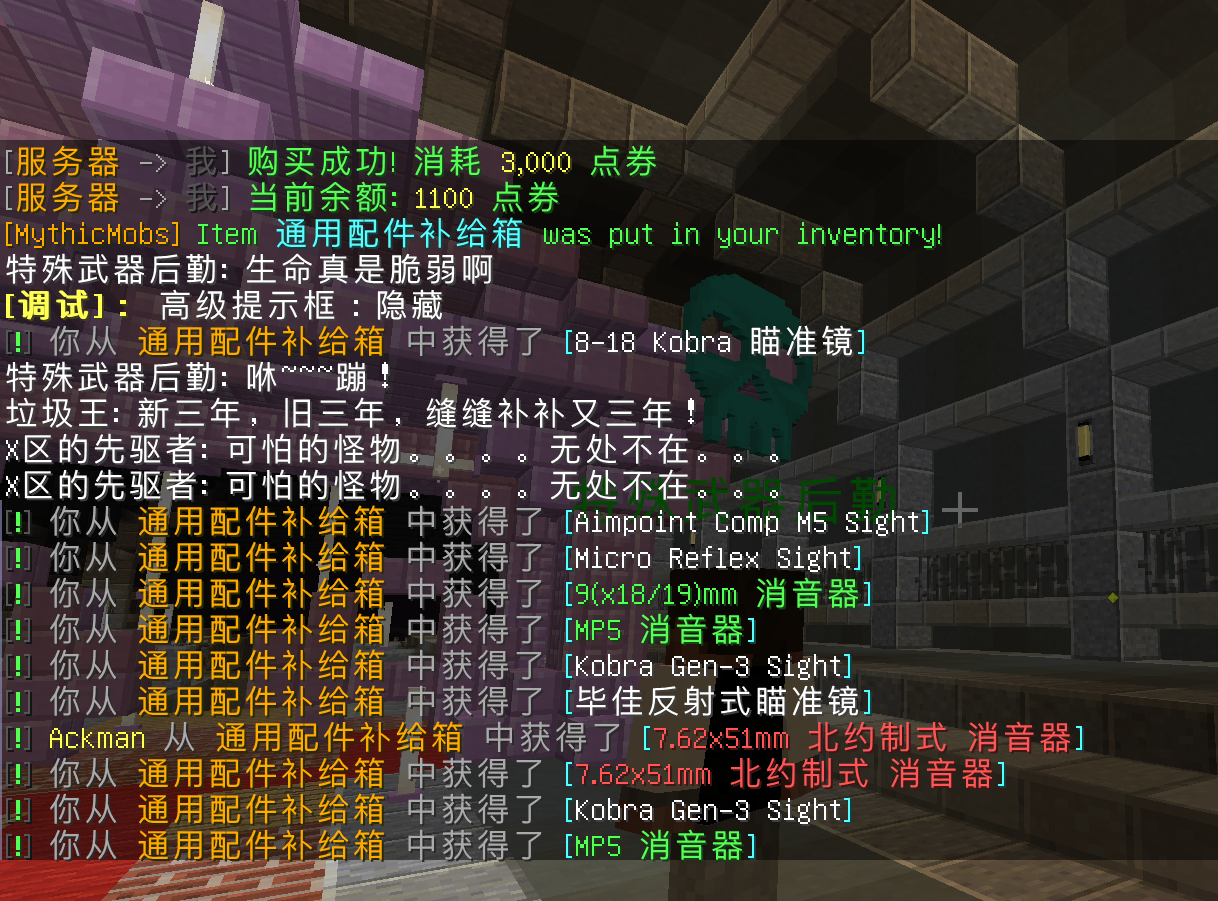 [服务器 -> 我] 购买成功! 消耗 3,000 点券
[服务器 -> 我] 当前余额: 1100 点券
[MythicMobs] Item 通用配件补给箱 was put in your inventory!
特殊武器后勤: 生命真是脆弱啊
[调试]: 高级提示框：隐藏
[!] 你从 通用配件补给箱 中获得了 [8-18 Kobra 瞄准镜]
特殊武器后勤: 咻~~~蹦！
垃圾王: 新三年，旧三年，缝缝补补又三年！
X区的先驱者: 可怕的怪物。。。。无处不在。。。
X区的先驱者: 可怕的怪物。。。。无处不在。。。
特殊武器后勤
[!] 你从 通用配件补给箱 中获得了 [Aimpoint Comp M5 Sight]
[!] 你从 通用配件补给箱 中获得了 [Micro Reflex Sight]
[!] 你从 通用配件补给箱 中获得了 [9(x18/19)mm 消音器]
[!] 你从 通用配件补给箱 中获得了 [MP5 消音器]
[!] 你从 通用配件补给箱 中获得了 [Kobra Gen-3 Sight]
[!] 你从 通用配件补给箱 中获得了 [毕佳反射式瞄准镜]
[!] Ackman 从 通用配件补给箱 中获得了 [7.62x51mm 北约制式 消音器]
[!] 你从 通用配件补给箱 中获得了 [7.62x51mm 北约制式 消音器]
[!] 你从 通用配件补给箱 中获得了 [Kobra Gen-3 Sight]
[!] 你从 通用配件补给箱 中获得了 [MP5 消音器]